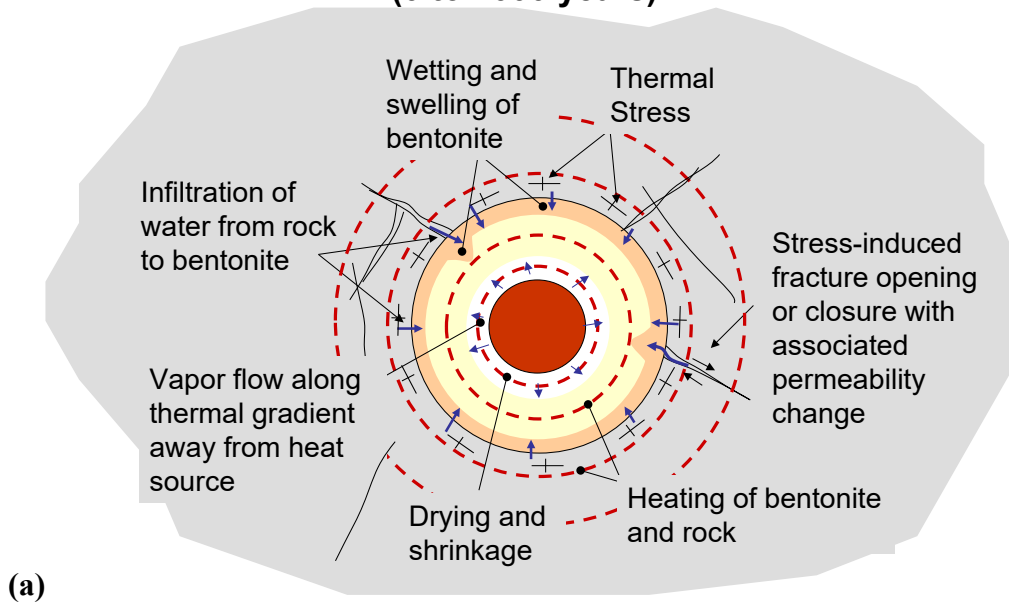 Wetting and
swelling of
bentonite
Thermal
Stress
Infiltration of
water from rock
to bentonite
Stress-induced
fracture opening
or closure with
associated
permeability
change
Vapor flow along
thermal gradient
away from heat
source
Drying and
shrinkage
Heating of bentonite
and rock
(a)